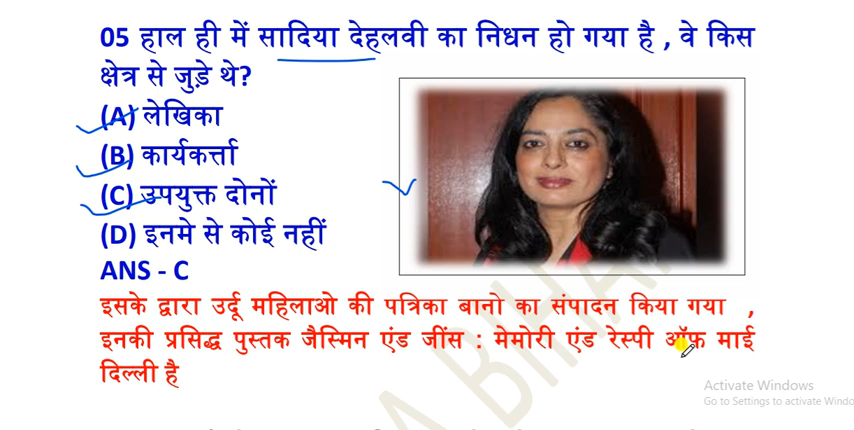 05 हाल ही में सादिया देहलवी का निधन हो गया है , वे किस
क्षेत्र से जुड़े थे?
(A) लेखिका
(B) कार्यकर्त्ता
(C) उपयुक्त दोनों
(D) इनमे से कोई नहीं
ANS - C
इसके द्वारा उर्दू महिलाओ की पत्रिका बानो का संपादन किया गया ,
इनकी प्रसिद्ध पुस्तक जैस्मिन एंड जींस : मेमोरी एंड रेस्पी ऑफ़ माई
दिल्ली है
Activate Windows
Go to Settings to activate Windo